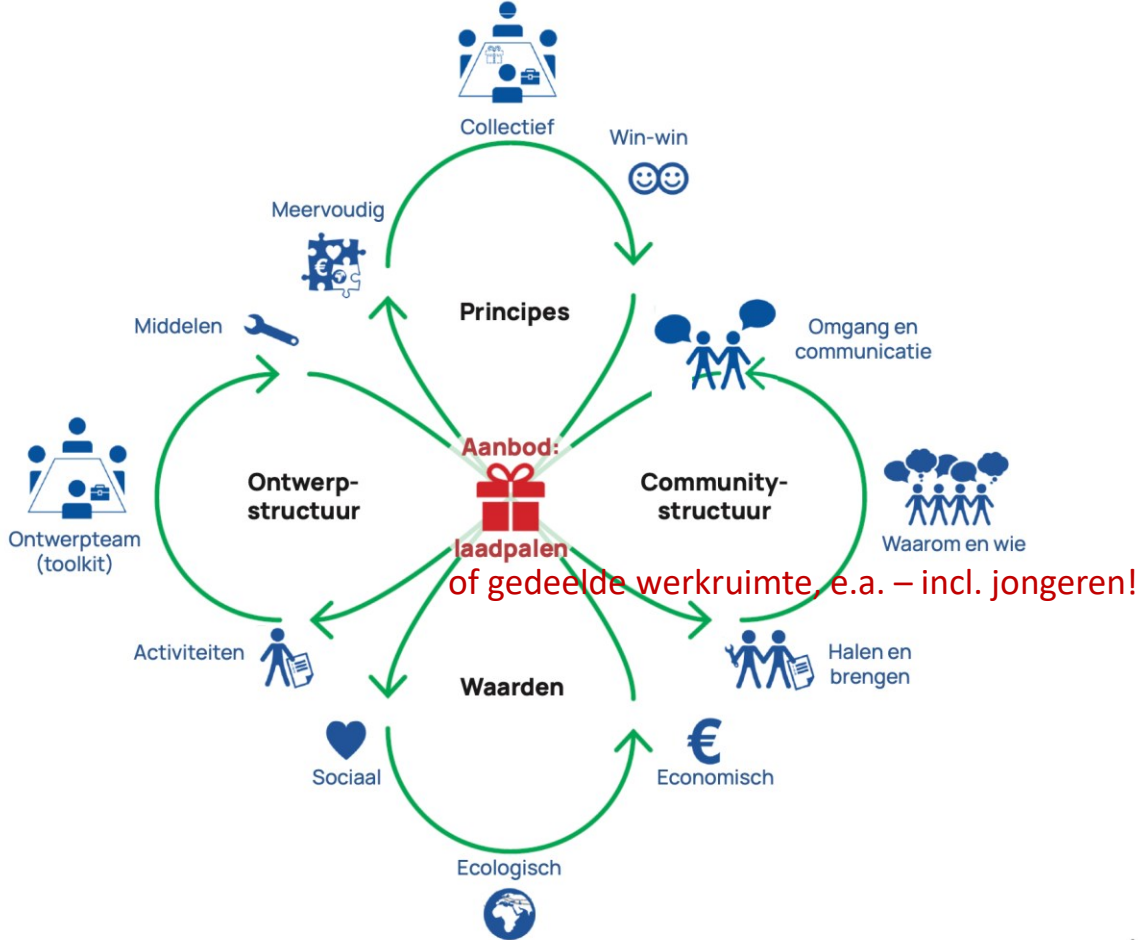 Collectief
Win-win
Meervoudig
Principes
Middelen
Omgang en
communicatie
Aanbod:
Ontwerp-
structuur
Community-
structuur
Ontwerpteam
(toolkit)
Waarom en wie
laadpalen
of gedeelde werkruimte, e.a. – incl. jongeren!
Activiteiten
Halen en
brengen
Waarden
€
Sociaal
Economisch
Ecologisch